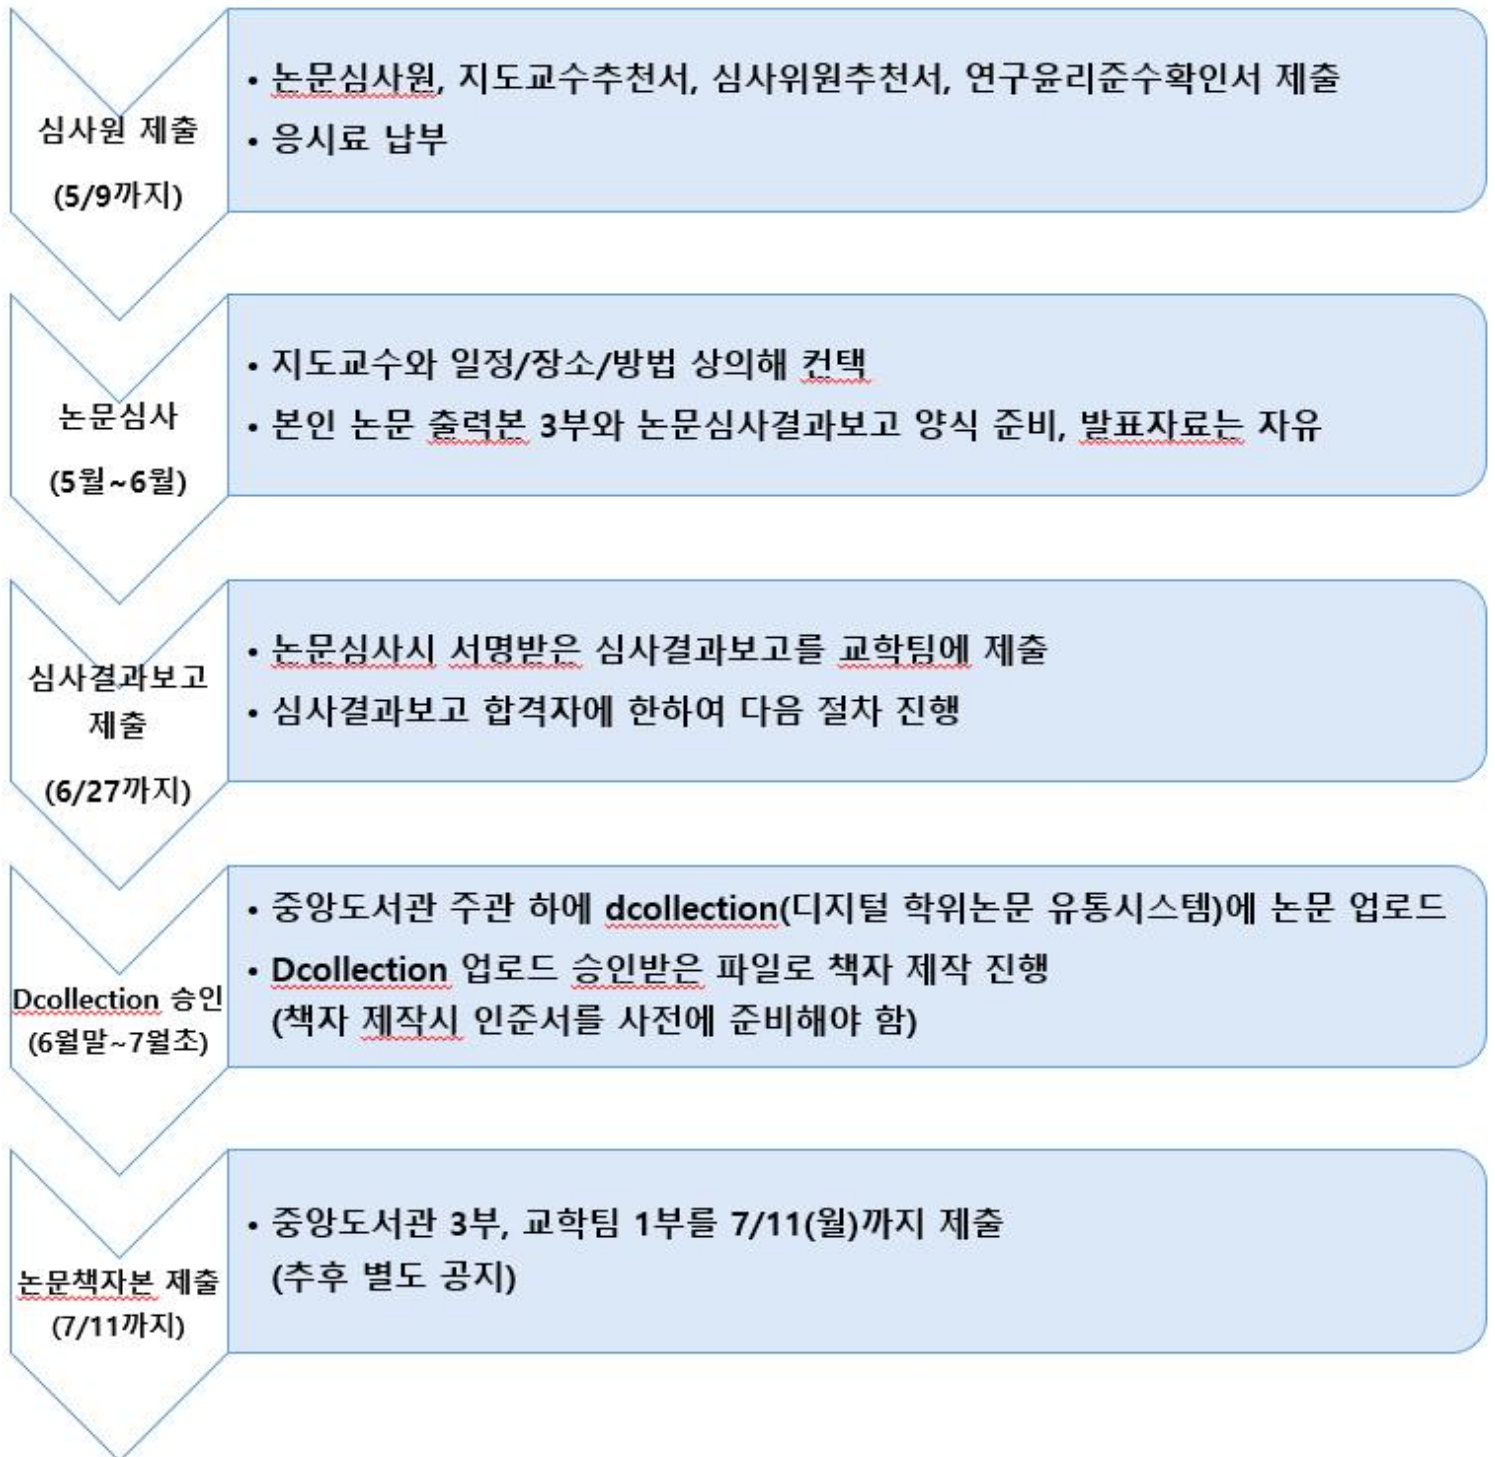 심사원 제출
(5/9까지)
• 논문심사원, 지도교수추천서, 심사위원추천서, 연구윤리준수확인서 제출
• 응시료 납부
논문심사
(5월~6월)
• 지도교수와 일정/장소/방법 상의해 컨택
• 본인 논문 출력본 3부와 논문심사결과보고 양식 준비, 발표자료는 자유
심사결과보고
제출
(6/27까지)
• 논문심사시 서명받은 심사결과보고를 교학팀에 제출
• 심사결과보고 합격자에 한하여 다음 절차 진행
Dcollection 승인
(6월말~7월초)
• 중앙도서관 주관 하에 dcollection(디지털 학위논문 유통시스템)에 논문 업로드
• Dcollection 업로드 승인받은 파일로 책자 제작 진행
(책자 제작시 인준서를 사전에 준비해야 함)
논문책자본 제출
(7/11까지)
• 중앙도서관 3부, 교학팀 1부를 7/11(월)까지 제출
(추후 별도 공지)